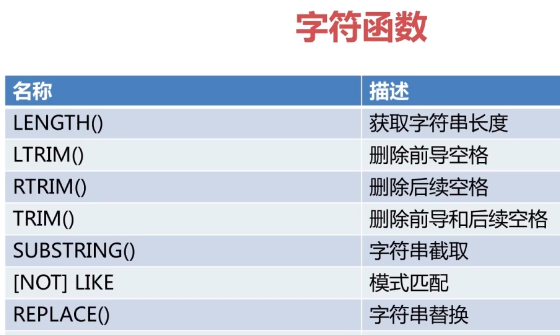 字符函数
名称 描述
LENGTH() 获取字符串长度
LTRIM() 删除前导空格
RTRIM() 删除后续空格
TRIM() 删除前导和后续空格
SUBSTRING() 字符串截取
[NOT] LIKE 模式匹配
REPLACE() 字符串替换